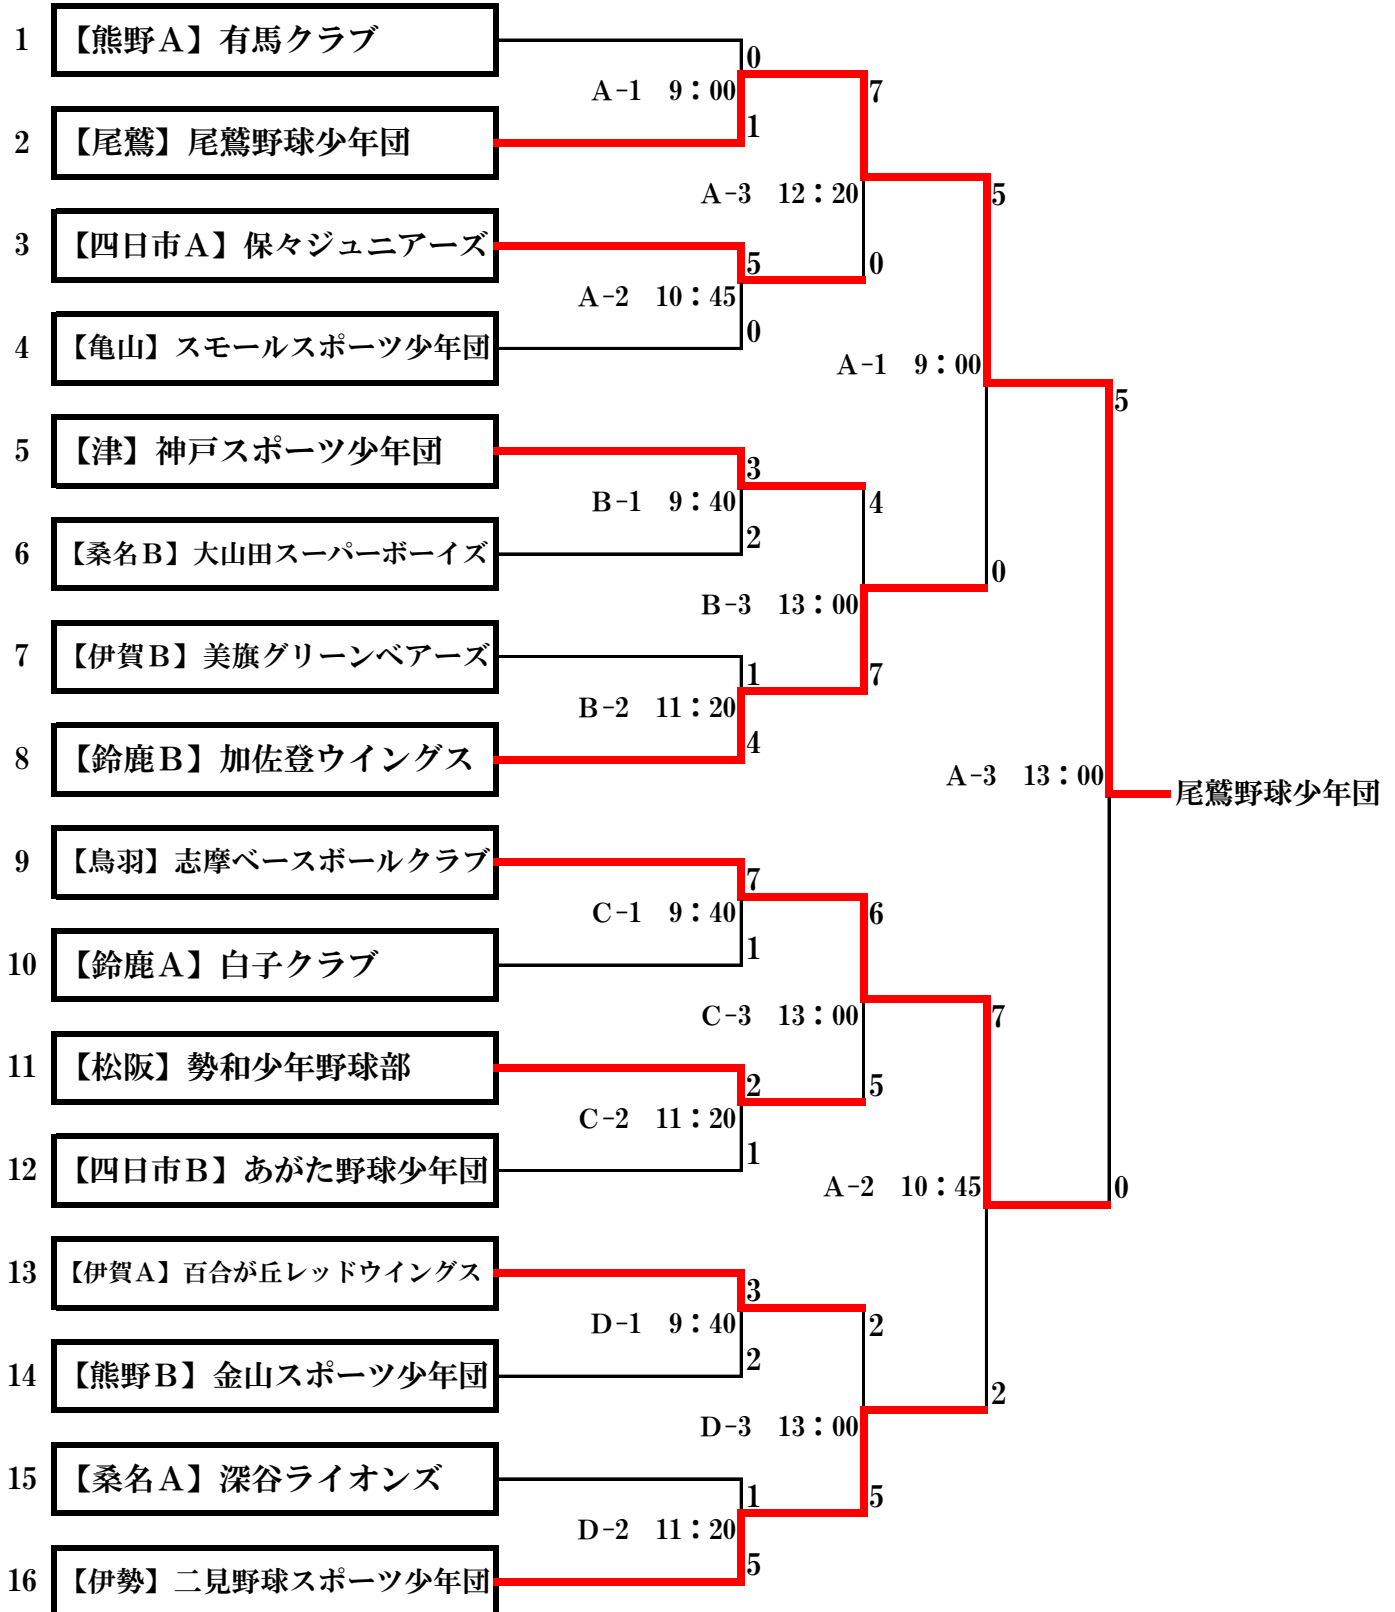 1 【熊野Ａ】有馬クラブ
0
A-1 9：00
7
2 【尾鷲】尾鷲野球少年団
1
A-3 12：20
5
3 【四日市Ａ】保々ジュニアーズ
5
0
A-2 10：45
4 【亀山】スモールスポーツ少年団
0
A-1 9：00
5
5 【津】神戸スポーツ少年団
3
B-1 9：40
4
6 【桑名Ｂ】大山田スーパーボーイズ
2
0
B-3 13：00
7 【伊賀Ｂ】美旗グリーンベアーズ
1
7
B-2 11：20
8 【鈴鹿Ｂ】加佐登ウイングス
4
A-3 13：00
尾鷲野球少年団
9 【鳥羽】志摩ベースボールクラブ
7
C-1 9：40
6
10 【鈴鹿Ａ】白子クラブ
1
C-3 13：00
7
11 【松阪】勢和少年野球部
2
5
C-2 11：20
12 【四日市Ｂ】あがた野球少年団
1
A-2 10：45
0
13 【伊賀Ａ】百合が丘レッドウイングス
3
D-1 9：40
2
14 【熊野Ｂ】金山スポーツ少年団
2
2
D-3 13：00
15 【桑名Ａ】深谷ライオンズ
1
5
D-2 11：20
16 【伊勢】二見野球スポーツ少年団
5